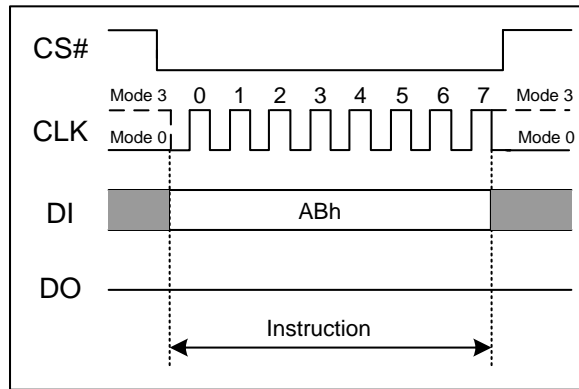 CS#
Mode 3 0 1 2 3 4 5 6 7 Mode 3
CLK
Mode 0 Mode 0
DI ABh
DO
Instruction